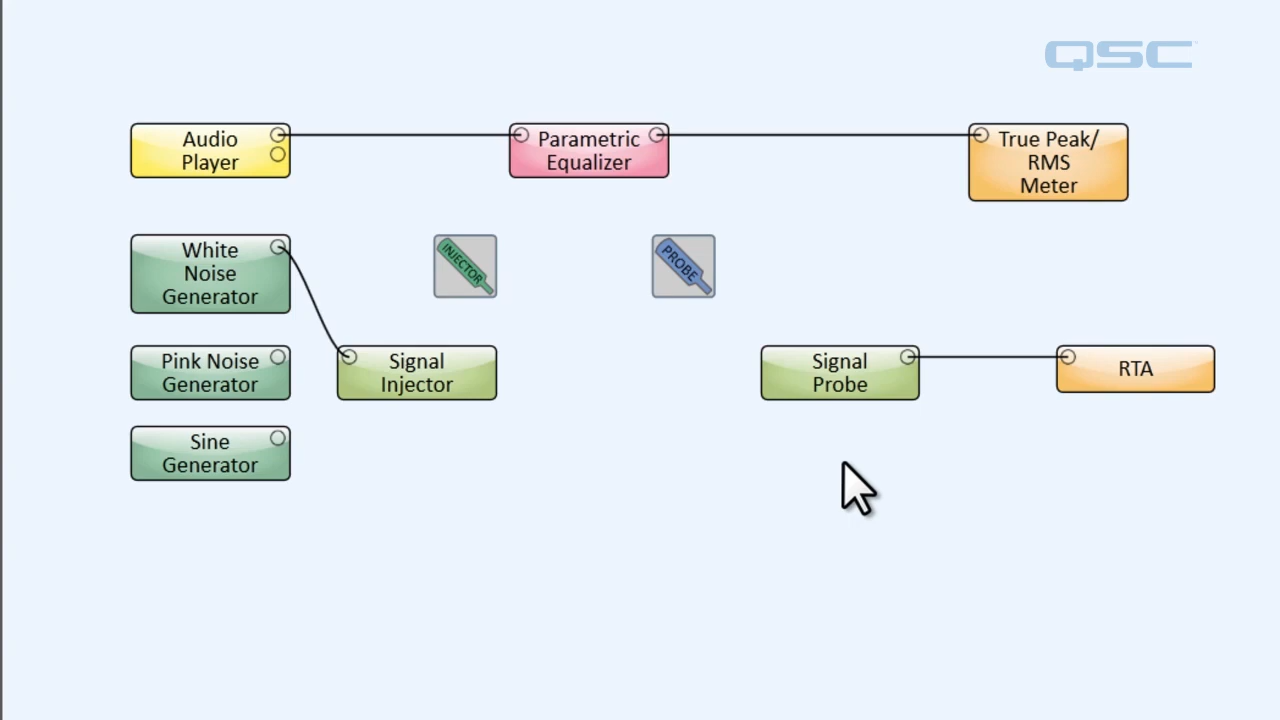 QSC
Audio
Player
Parametric
Equalizer
True Peak/
RMS
Meter
White
Noise
Generator
INJECTOR
PROBE
Pink Noise
Generator
Signal
Injector
Signal
Probe
RTA
Sine
Generator